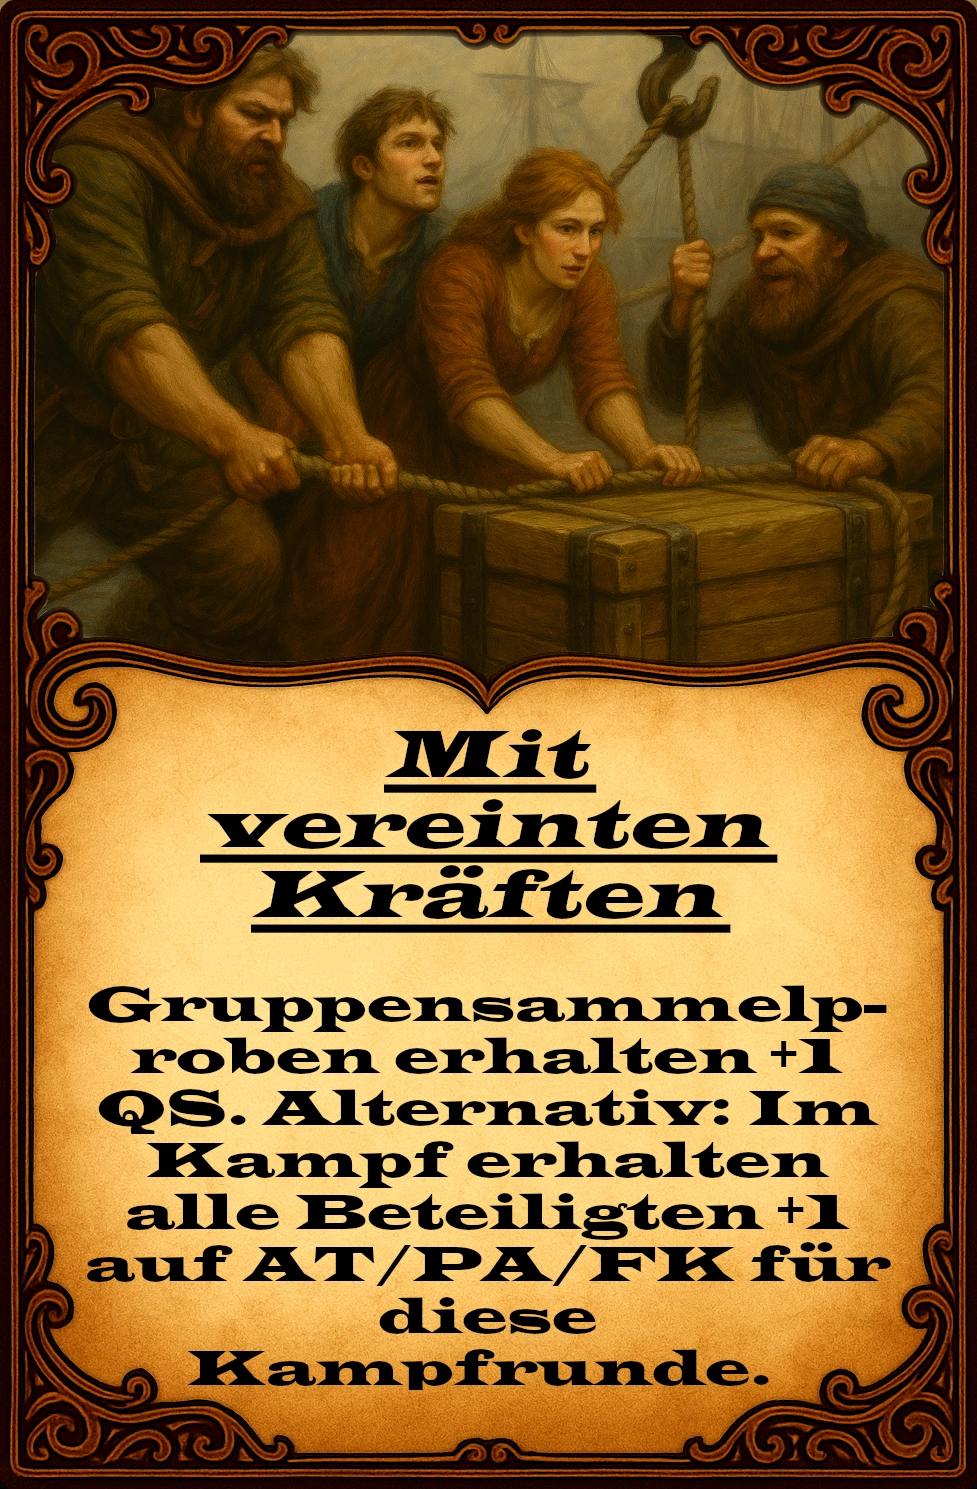 Mit
vereinten
Kräften
Gruppensammelp-
roben erhalten +1
QS. Alternativ: Im
Kampf erhalten
alle Beteiligten +1
auf AT/PA/FK für
diese
Kampfrunde.